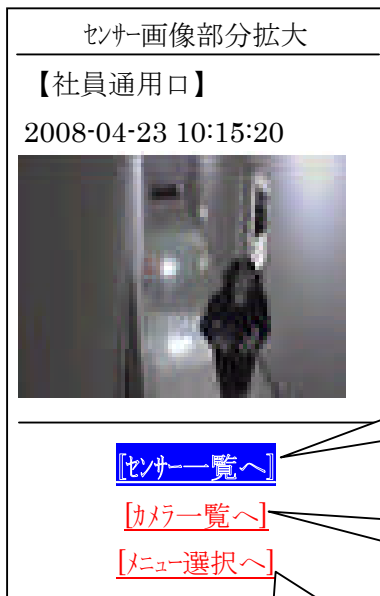 センサー画像部分拡大
【社員通用口】
2008-04-23 10:15:20
[センサー一覧へ]
[カメラ一覧へ]
[メニュー選択へ]